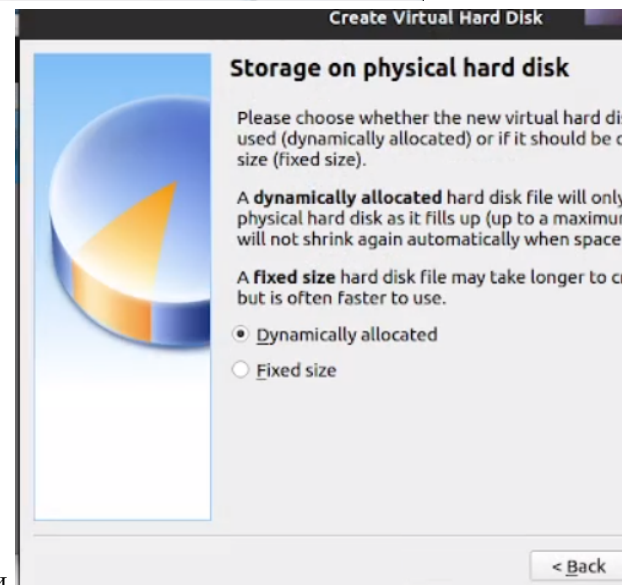 Create Virtual Hard Disk
Storage on physical hard disk
Please choose whether the new virtual hard
used (dynamically allocated) or if it should be
size (fixed size).
A dynamically allocated hard disk file will only
physical hard disk as it fills up (up to a
will not shrink again automatically when space
A fixed size hard disk file may take longer to
but is often faster to use.
Dynamically allocated
Fixed size
< Back
и